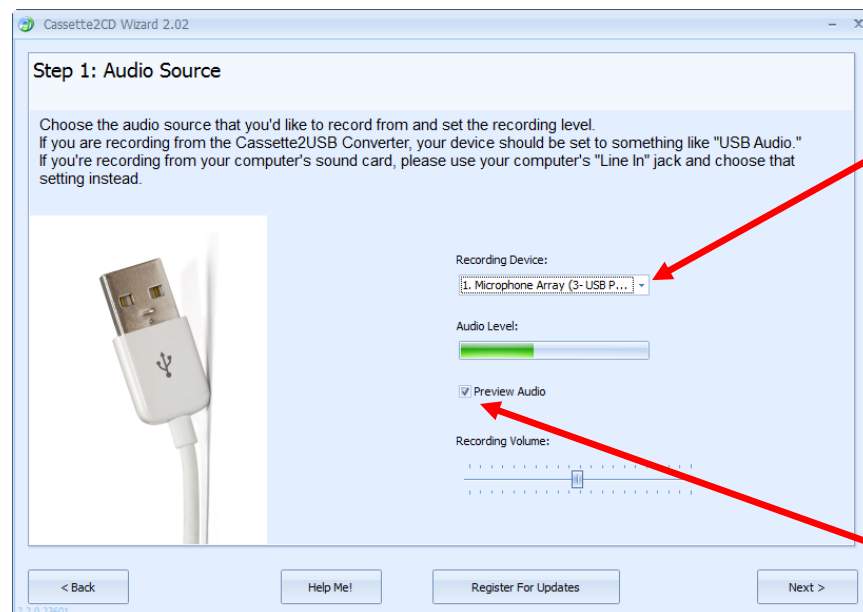 Cassette2CD Wizard 2.02
Step 1: Audio Source
Choose the audio source that you'd like to record from and set the recording level.
If you are recording from the Cassette2USB Converter, your device should be set to something like "USB Audio."
If you're recording from your computer's sound card, please use your computer's "Line In" jack and choose that
setting instead.
Recording Device:
1. Microphone Array (3- USB P...
Audio Level:
Preview Audio
Recording Volume:
< Back
Help Me!
Register For Updates
Next >